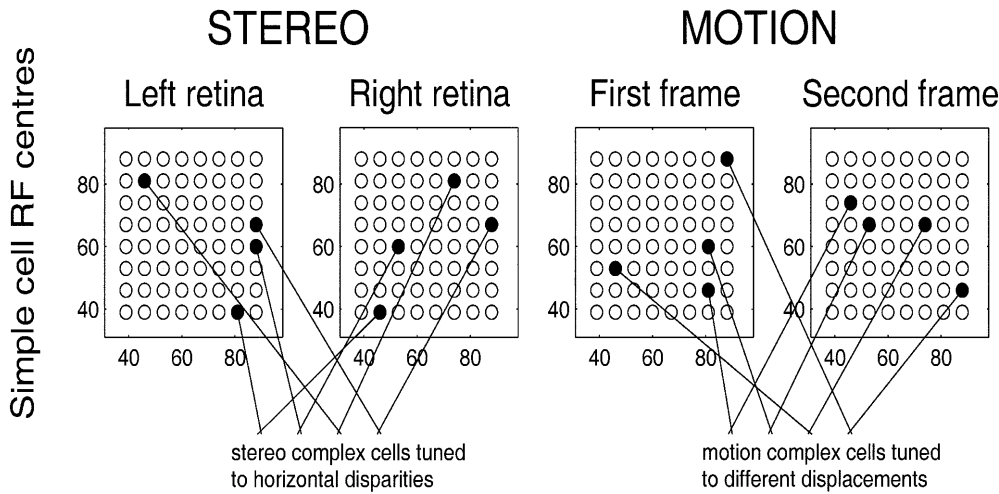 STEREO
MOTION
Simple cell RF centres
Left retina
Right retina
First frame
Second frame
80
60
40
40 60 80
80
60
40
40 60 80
80
60
40
40 60 80
80
60
40
40 60 80
stereo complex cells tuned
to horizontal disparities
motion complex cells tuned
to different displacements